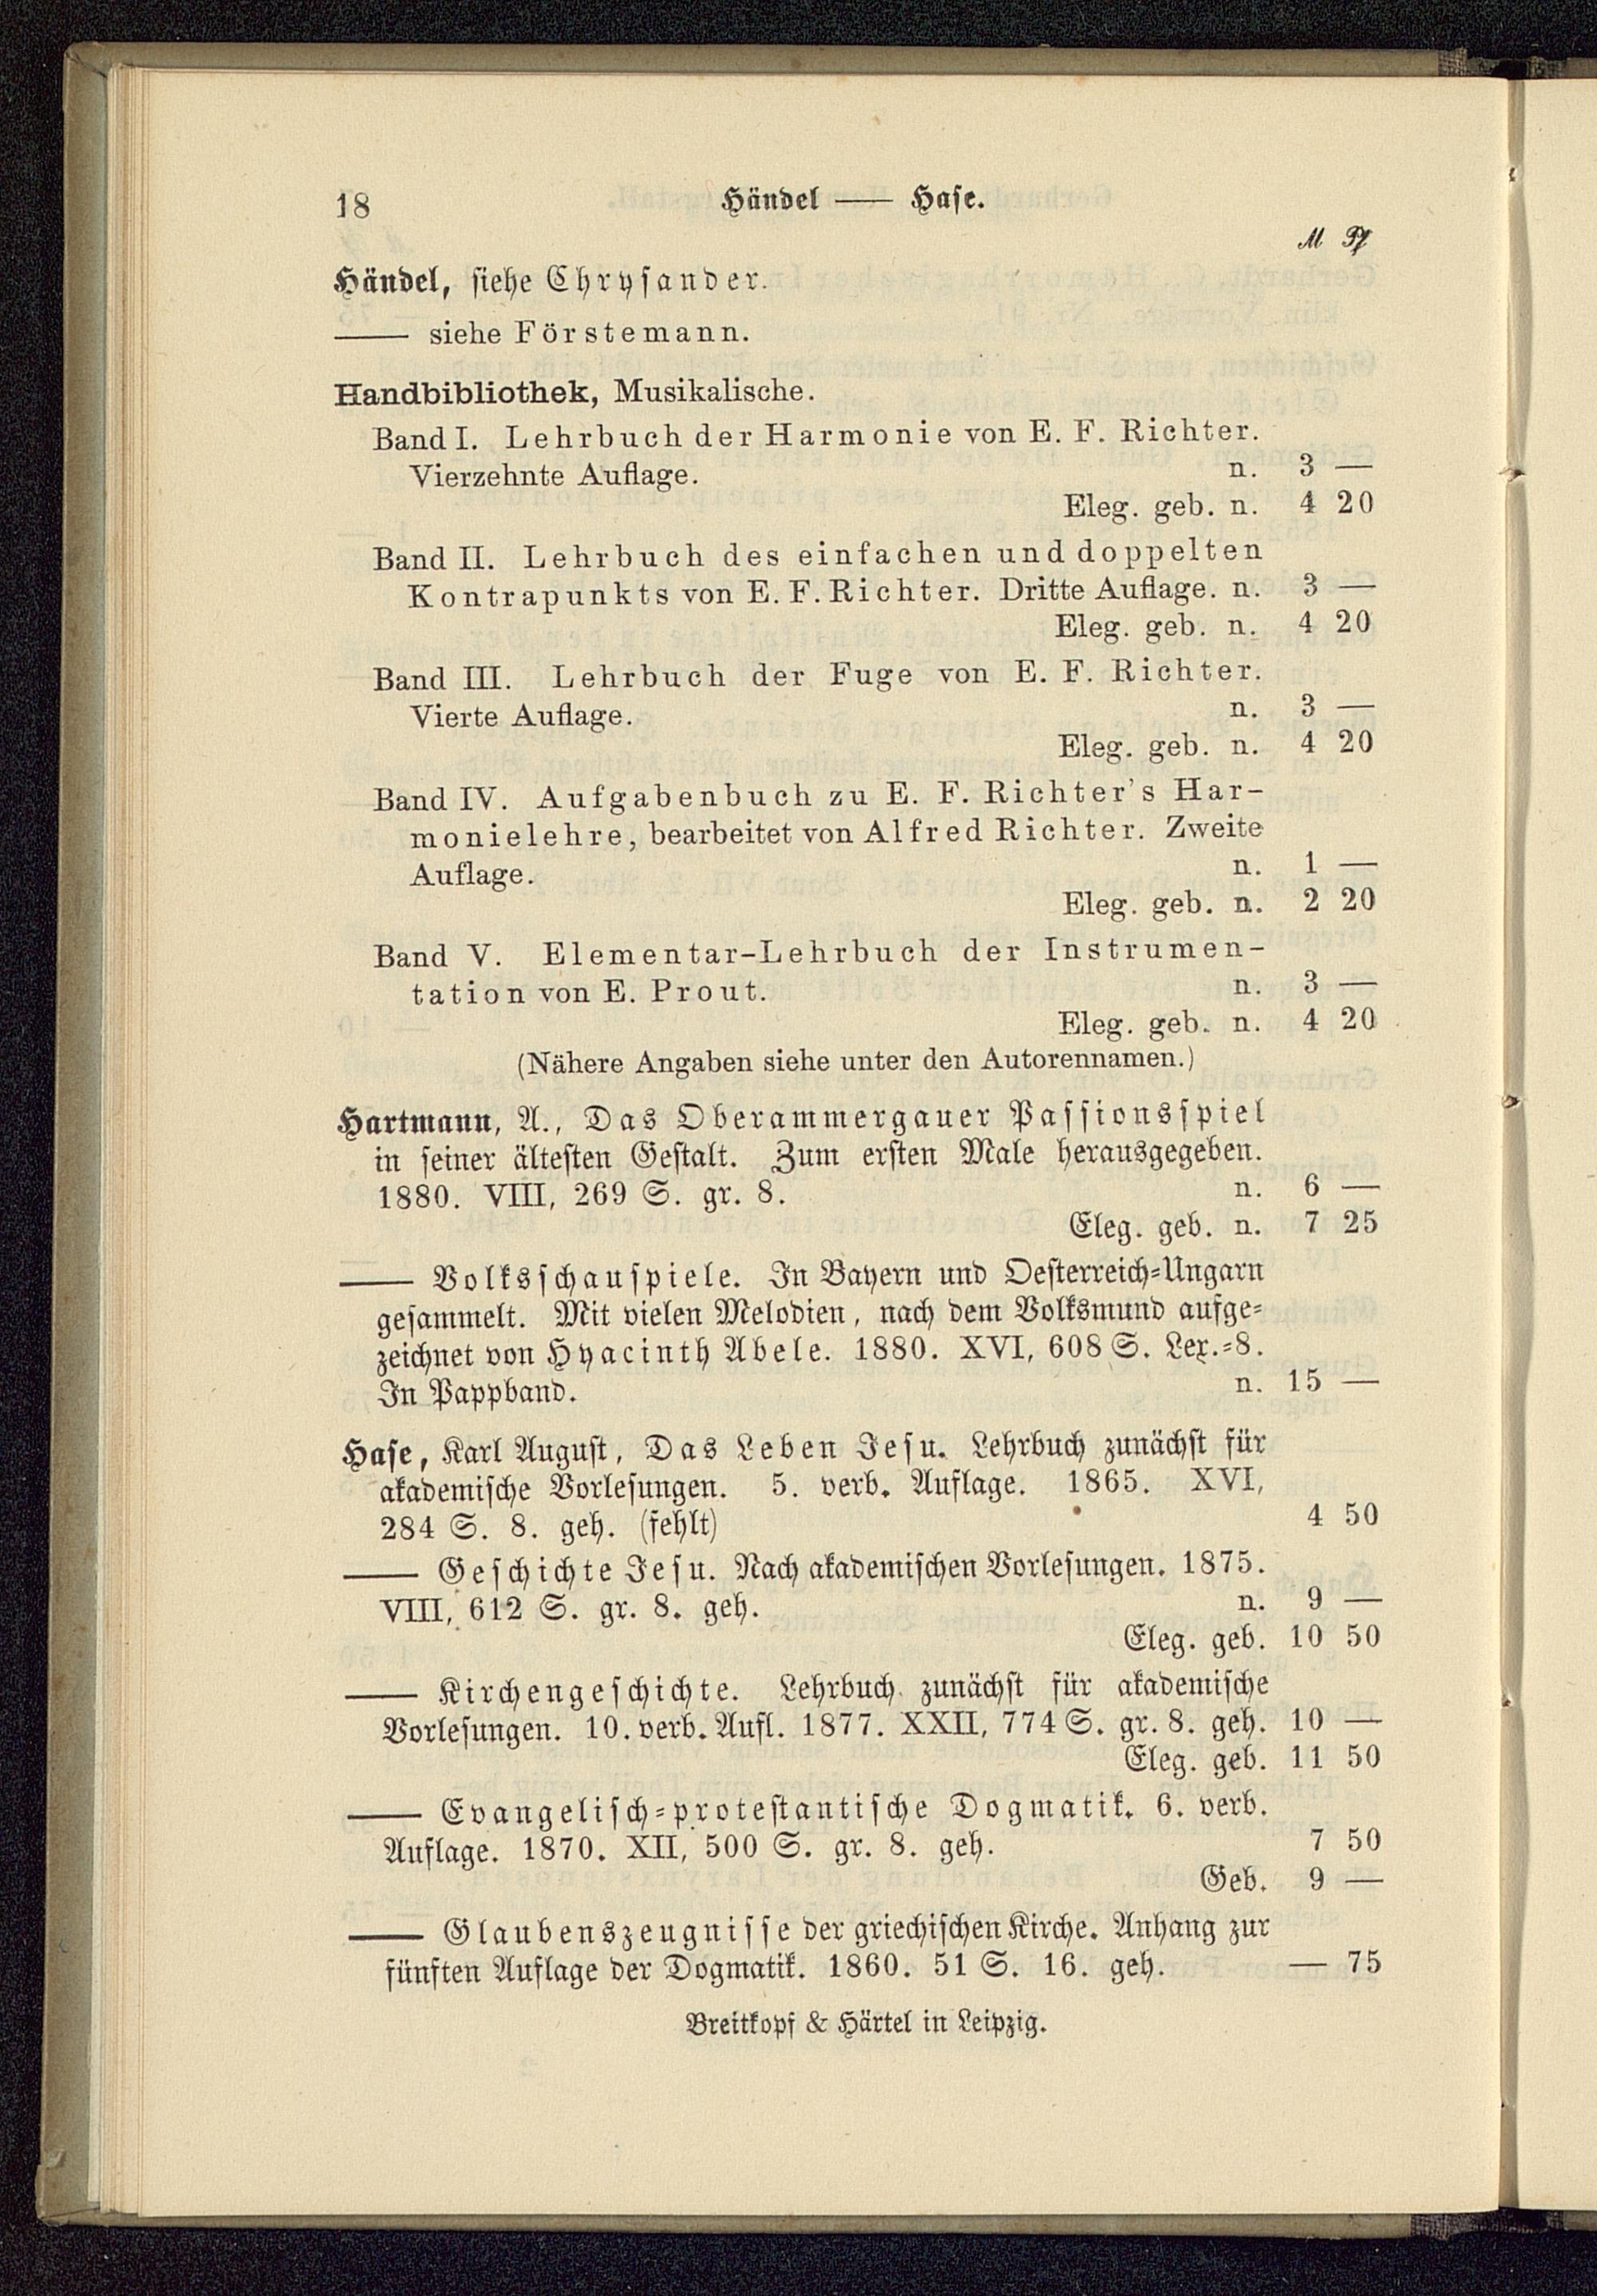 18 Händel —— Hase.
M Pf
Händel, siehe Chrysander.
—— siehe Förstemann.
Handbibliothek, Musikalische.
Band I. Lehrbuch der Harmonie von E. F. Richter.
Vierzehnte Auflage. n. 3 —
Eleg. geb. n. 4 20
Band II. Lehrbuch des einfachen und doppelten
Kontrapunkts von E. F. Richter. Dritte Auflage. n. 3 —
Eleg. geb. n. 4 20
Band III. Lehrbuch der Fuge von E. F. Richter.
Vierte Auflage. n. 3 —
Eleg. geb. n. 4 20
Band IV. Aufgabenbuch zu E. F. Richter's Har-
monielehre, bearbeitet von Alfred Richter. Zweite
Auflage. n. 1 —
Eleg. geb. n. 2 20
Band V. Elementar-Lehrbuch der Instrumen-
tation von E. Prout. n. 3 —
Eleg. geb. n. 4 20
(Nähere Angaben siehe unter den Autorennamen.)
Hartmann, A., Das Oberammergauer Passionsspiel
in seiner ältesten Gestalt. Zum ersten Male herausgegeben.
1880. VIII, 269 S. gr. 8. n. 6 —
Eleg. geb. n. 7 25
—— Volksschauspiele. In Bayern und Oesterreich-Ungarn
gesammelt. Mit vielen Melodien, nach dem Volksmund aufge-
zeichnet von Hyacinth Abele. 1880. XVI, 608 S. Lex.-8.
In Pappband. n. 15 —
Hase, Karl August, Das Leben Jesu. Lehrbuch zunächst für
akademische Vorlesungen. 5. verb. Auflage. 1865. XVI,
284 S. 8. geh. (fehlt) 4 50
—— Geschichte Jesu. Nach akademischen Vorlesungen. 1875.
VIII, 612 S. gr. 8. geh. n. 9 —
Eleg. geb. 10 50
—— Kirchengeschichte. Lehrbuch zunächst für akademische
Vorlesungen. 10. verb. Aufl. 1877. XXII, 774 S. gr. 8. geh. 10 —
Eleg. geb. 11 50
—— Evangelisch-protestantische Dogmatik. 6. verb.
Auflage. 1870. XII, 500 S. gr. 8. geh. 7 50
Geb. 9 —
—— Glaubenszeugnisse der griechischen Kirche. Anhang zur
fünften Auflage der Dogmatik. 1860. 51 S. 16. geh. — 75
Breitkopf & Härtel in Leipzig.